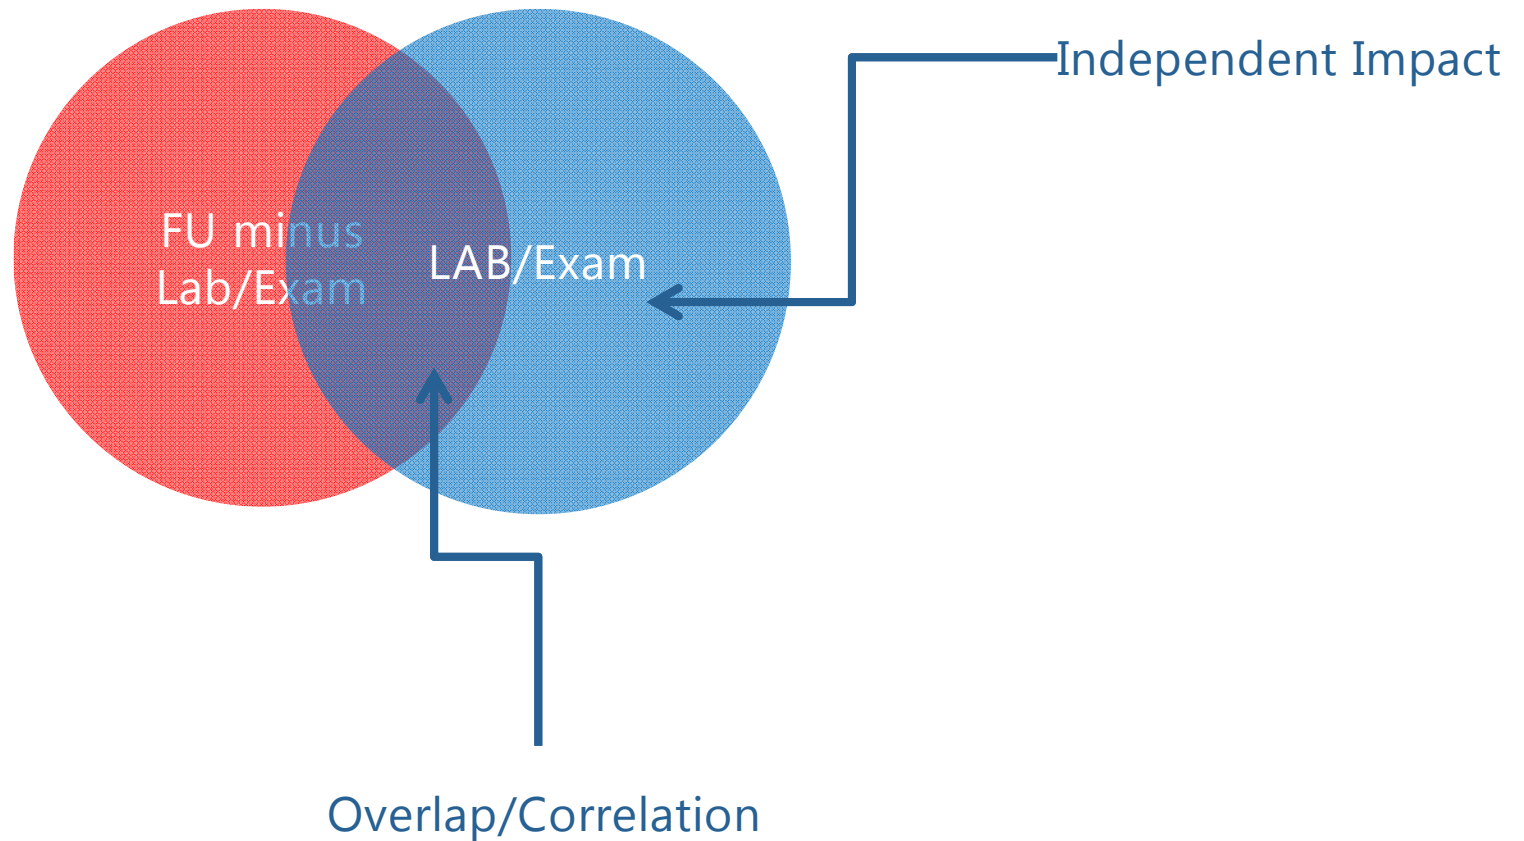 Independent Impact
FU minus
Lab/Exam
LAB/Exam
Overlap/Correlation